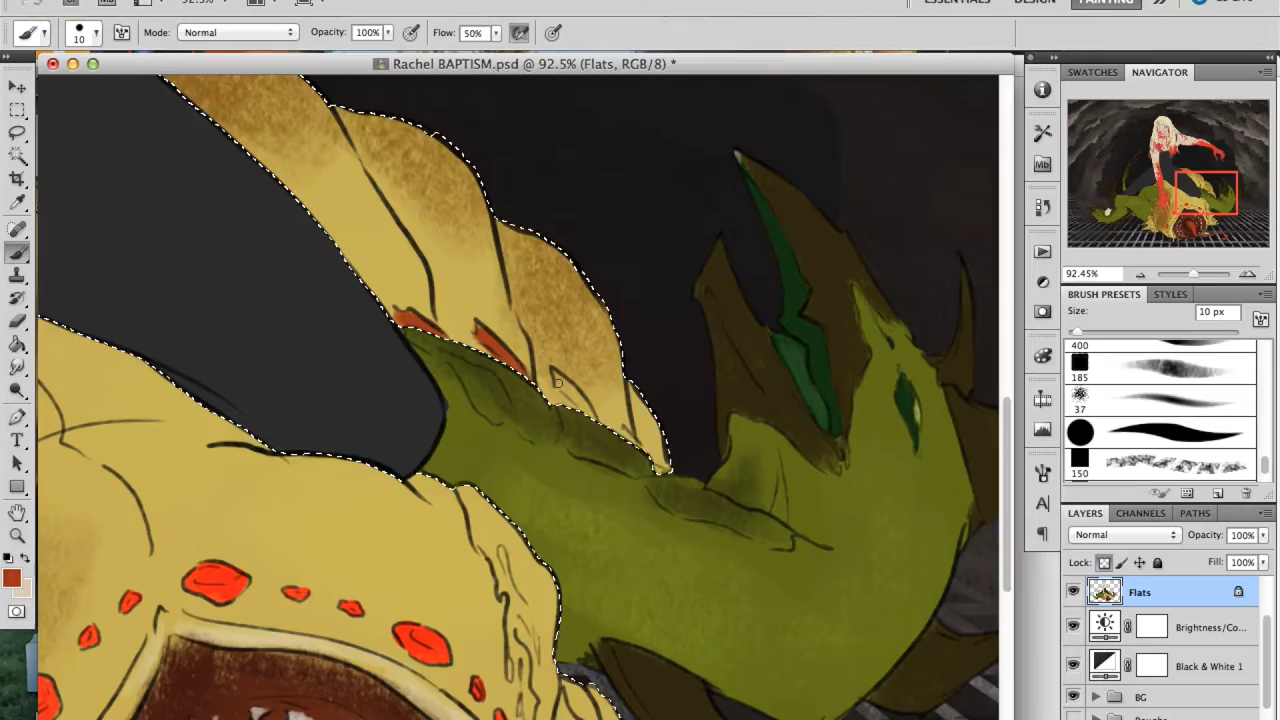 ESSENTIALS DESIGN PAINTING
10 Mode: Normal Opacity: 100% Flow: 50%
Rachel BAPTISM.psd @ 92.5% (Flats, RGB/8) *
SWATCHES NAVIGATOR
Mb
92.45%
BRUSH PRESETS STYLES
Size: 10 px
400
185
37
150
LAYERS CHANNELS PATHS
Normal Opacity: 100%
Lock: Fill: 100%
Flats
Brightness/Co...
Black & White 1
BG